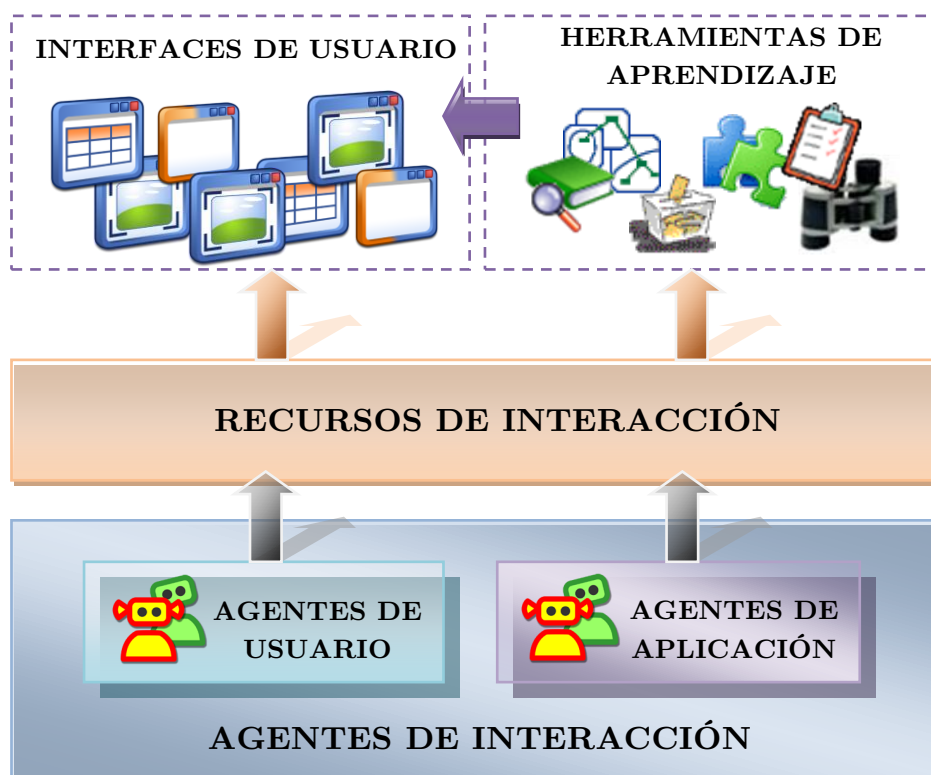 INTERFACES DE USUARIO
HERRAMIENTAS DE
APRENDIZAJE
RECURSOS DE INTERACCIÓN
AGENTES DE
USUARIO
AGENTES DE
APLICACIÓN
AGENTES DE INTERACCIÓN